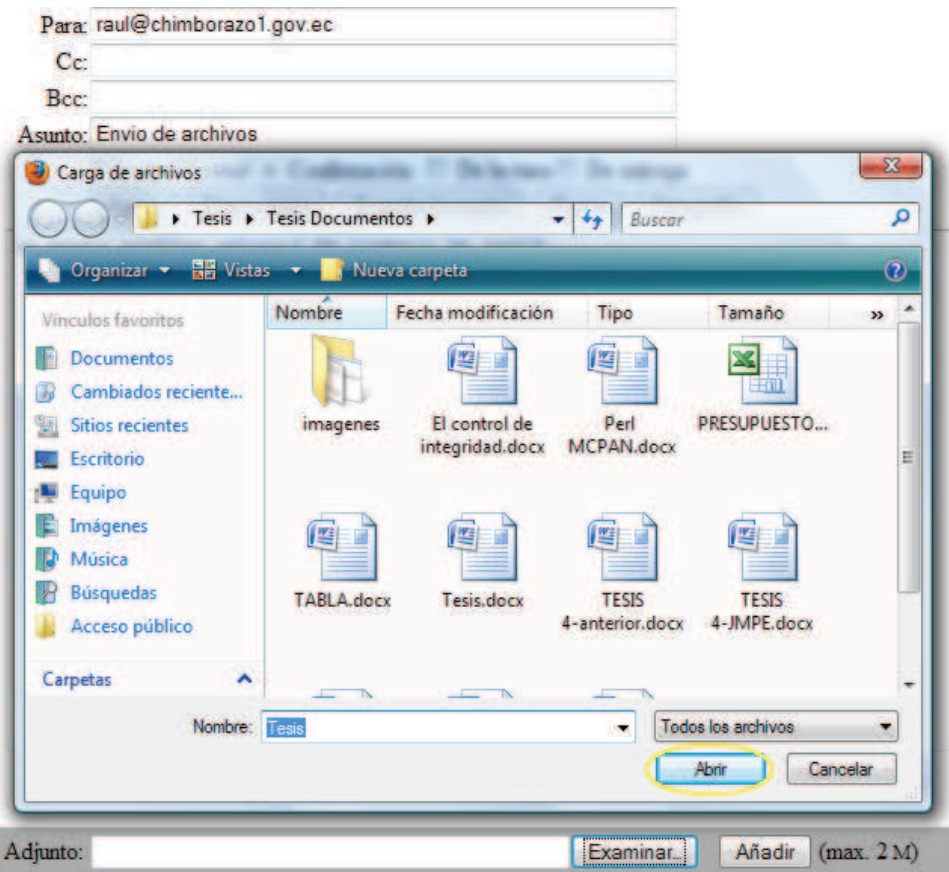 Para: raul@chimborazo1.gov.ec
Cc:
Bcc:
Asunto: Envio de archivos
Carga de archivos
Tesis Tesis Documentos Buscar
Organizar Vistas Nueva carpeta
Vínculos favoritos
Documentos
Cambiados reciente...
Sitios recientes
Escritorio
Equipo
Imágenes
Música
Búsquedas
Acceso público
Carpetas
Nombre Fecha modificación Tipo Tamaño »
imagenes
El control de
integridad.docx
Perl
MCPAN.docx
PRESUPUESTO...
TABLA.docx
Tesis.docx
TESIS
4-anterior.docx
TESIS
4-JMPE.docx
Nombre: Tesis Todos los archivos
Abrir Cancelar
Adjunto: Examinar... Añadir (max. 2 M)